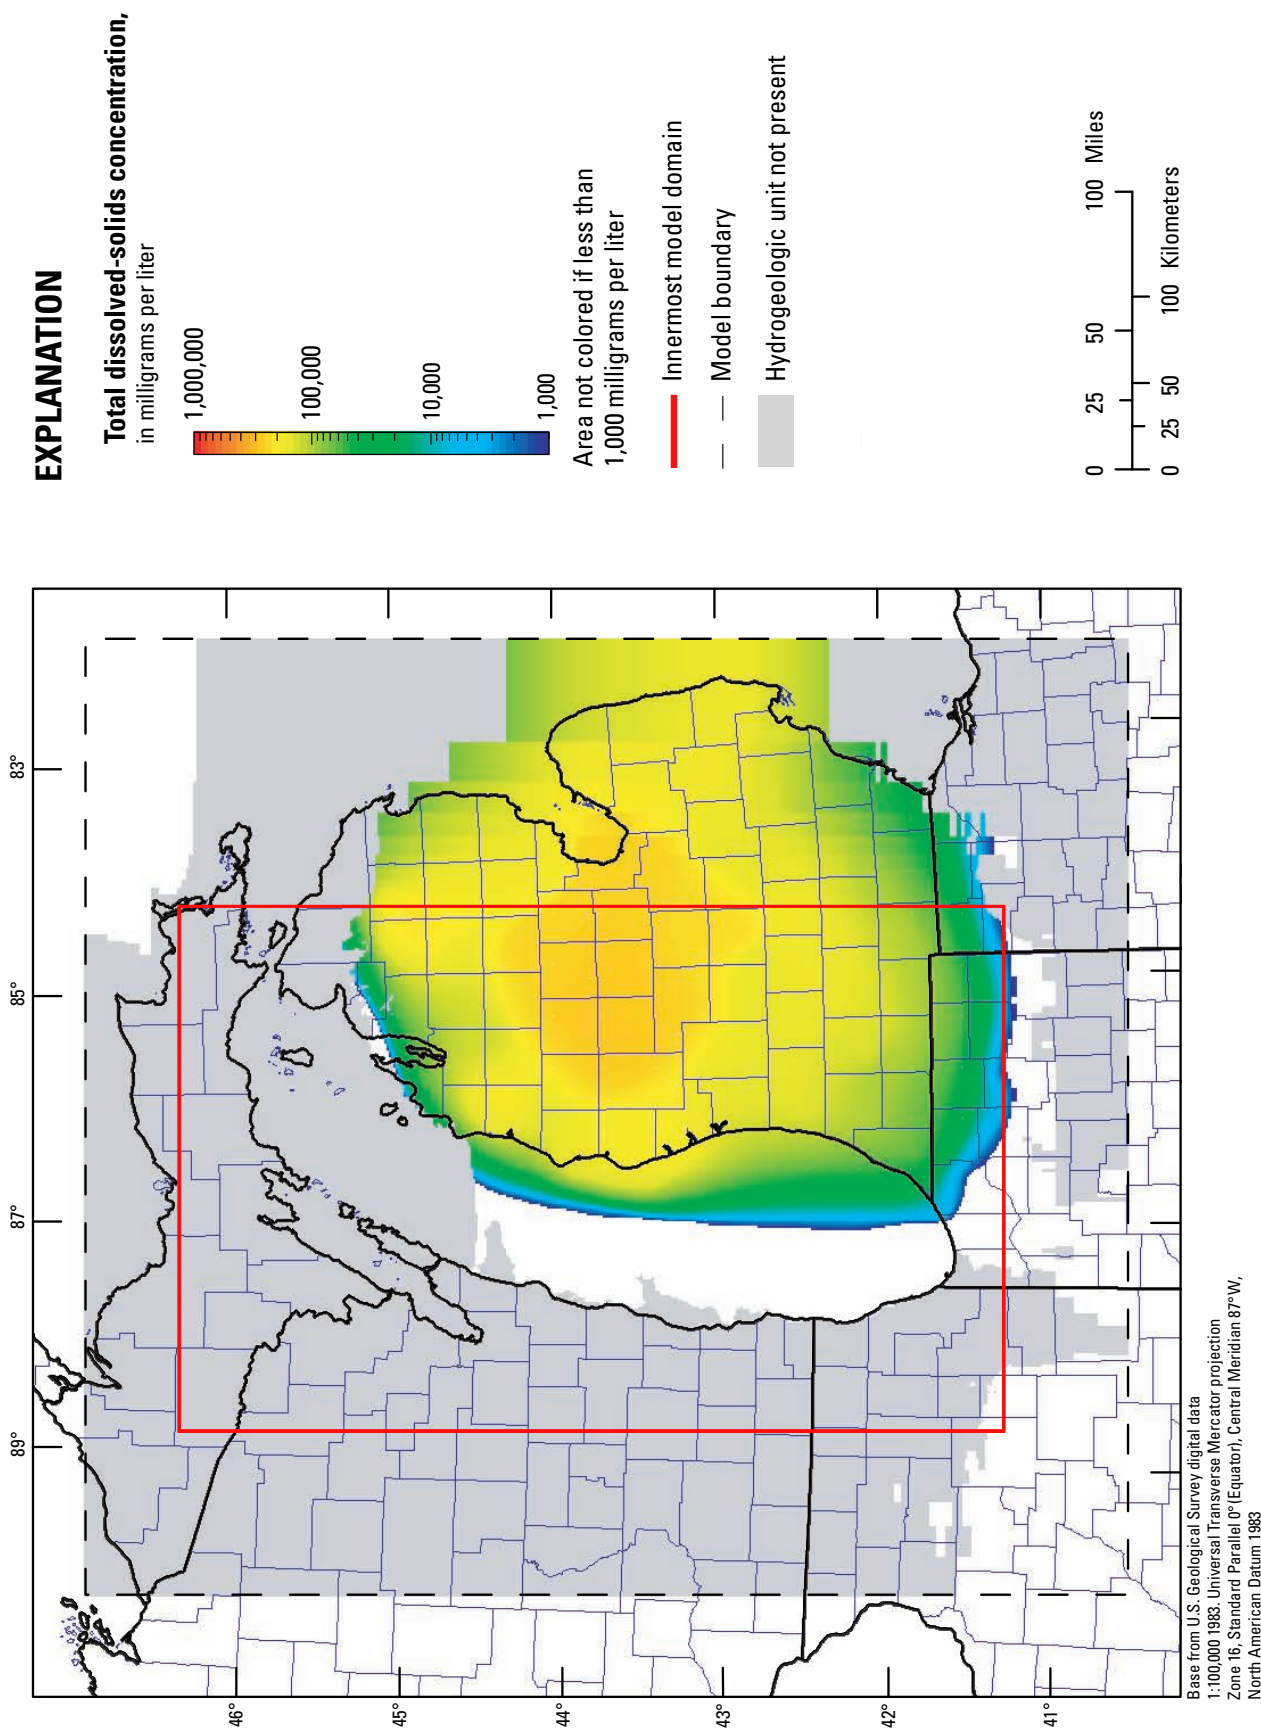 EXPLANATION
Total dissolved-solids concentration,
in milligrams per liter
1,000,000
100,000
10,000
1,000
Area not colored if less than
1,000 milligrams per liter
Innermost model domain
Model boundary
Hydrogeologic unit not present
0 25 50 100 Miles
0 25 50 100 Kilometers
89° 87° 85° 83°
46°
45°
44°
43°
42°
41°
Base from U.S. Geological Survey digital data
1:100,000 1983. Universal Transverse Mercator projection
Zone 16, Standard Parallel 0° (Equator), Central Meridian 87° W,
North American Datum 1983